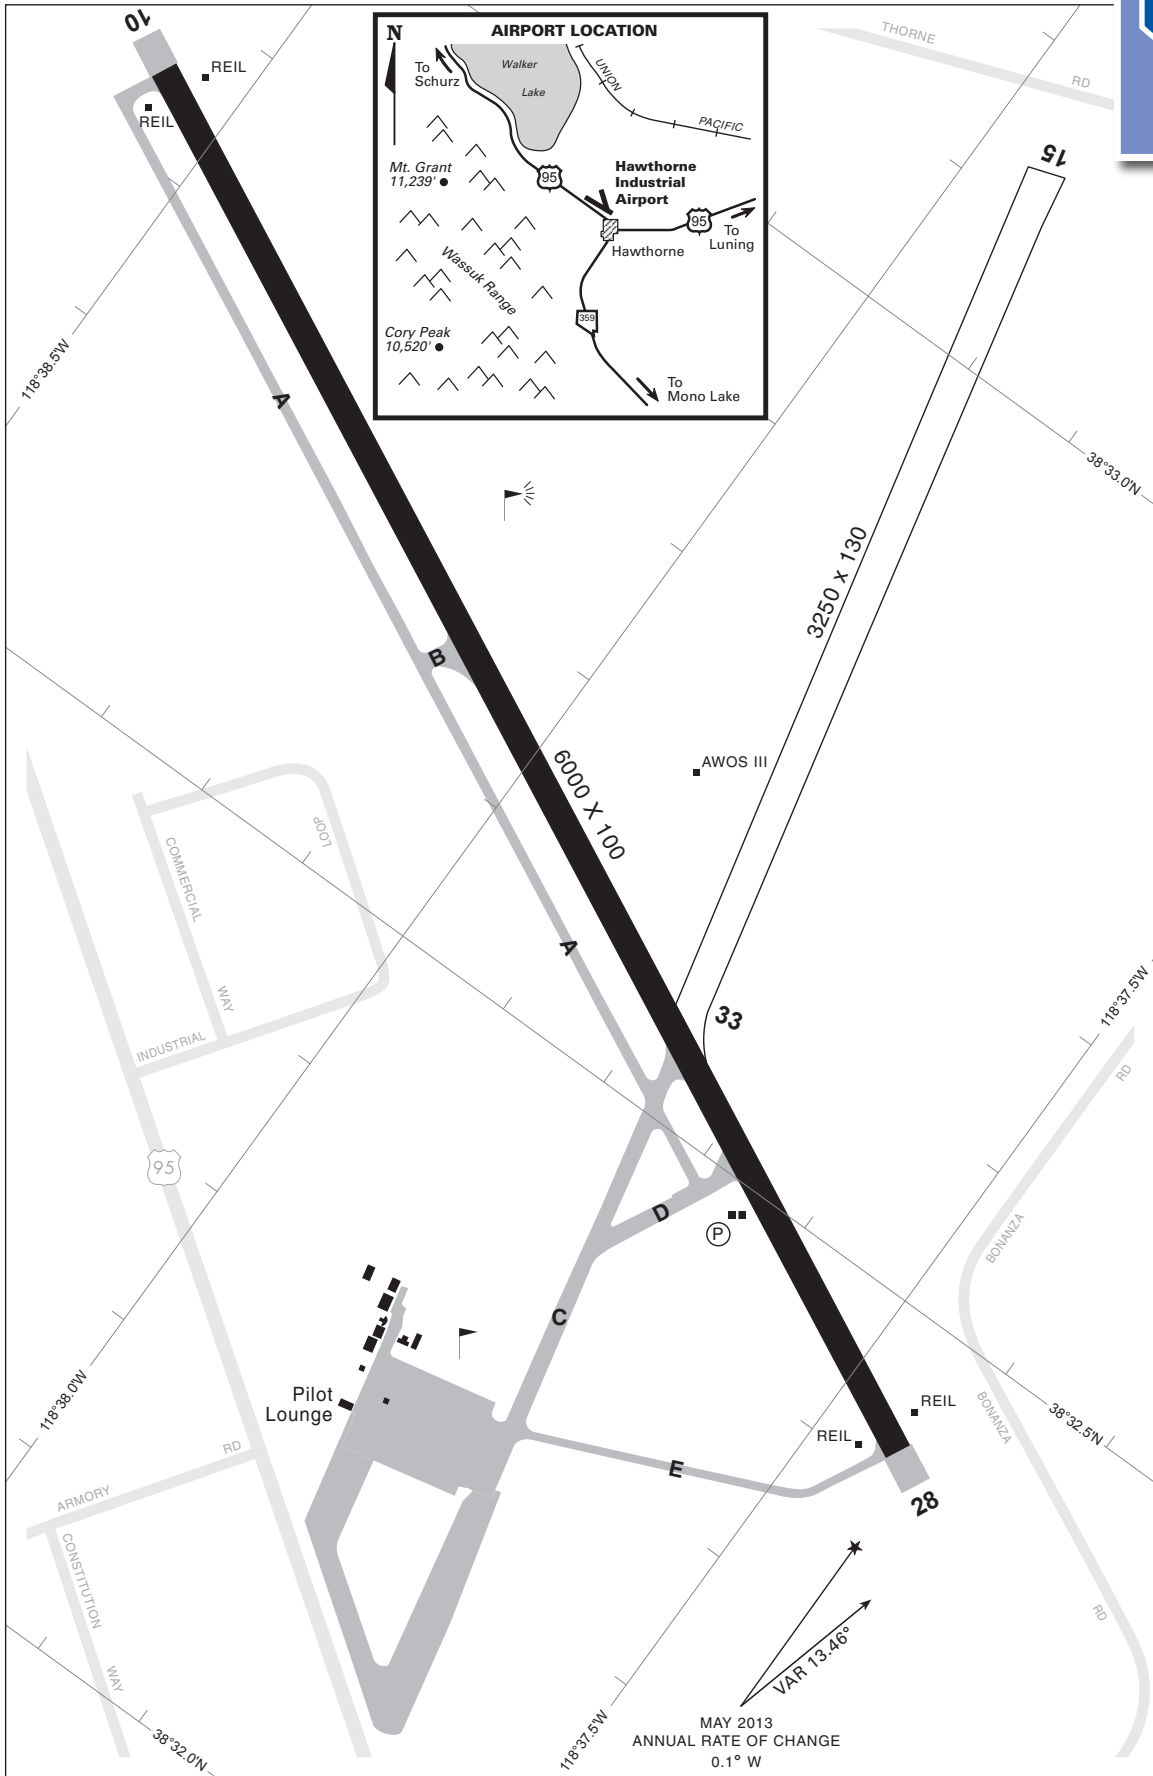 10
REIL
REIL
AIRPORT LOCATION
N
To
Schurz
Walker
Lake
UNION
PACIFIC
Mt. Grant
11,239'
95
Hawthorne
Industrial
Airport
95
To
Luning
Hawthorne
Wassuk Range
359
Cory Peak
10,520'
To
Mono Lake
THORNE
RD
15
118°38.5'W
A
38°33.0'N
3250 x 130
B
6000 X 100
AWOS III
LOOP
COMMERCIAL
WAY
INDUSTRIAL
A
118°37.5'W
33
RD
95
D
P
BONANZA
C
Pilot
Lounge
118°38.0'W
REIL
REIL
BONANZA
38°32.5'N
RD
ARMORY
E
28
CONSTITUTION
WAY
RD
VAR 13.46°
38°32.0'N
118°37.5'W
MAY 2013
ANNUAL RATE OF CHANGE
0.1° W